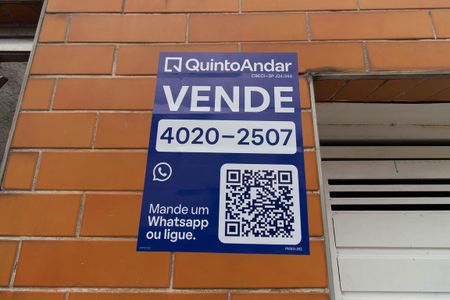 QuintoAndar
CRECI-SP J24.344
VENDE
4020-2507
Mande um
Whatsapp
ou ligue.